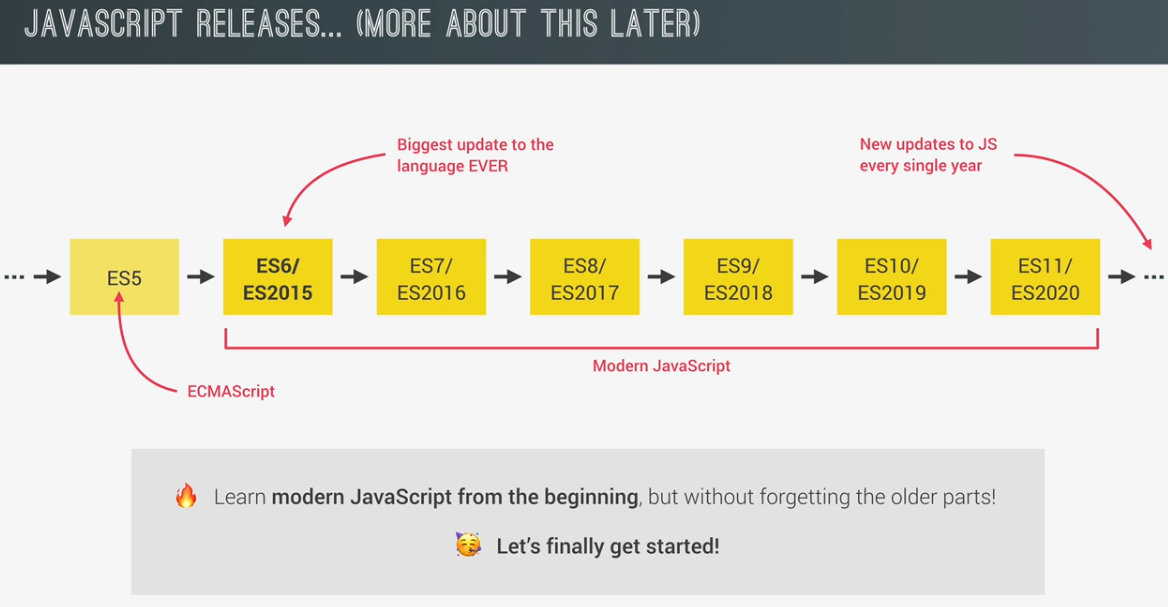 JAVASCRIPT RELEASES... (MORE ABOUT THIS LATER)
Biggest update to the
language EVER
New updates to JS
every single year
...
ES5
ES6/
ES2015
ES7/
ES2016
ES8/
ES2017
ES9/
ES2018
ES10/
ES2019
ES11/
ES2020
...
Modern JavaScript
ECMAScript
🔥 Learn modern JavaScript from the beginning, but without forgetting the older parts!
🥳 Let’s finally get started!